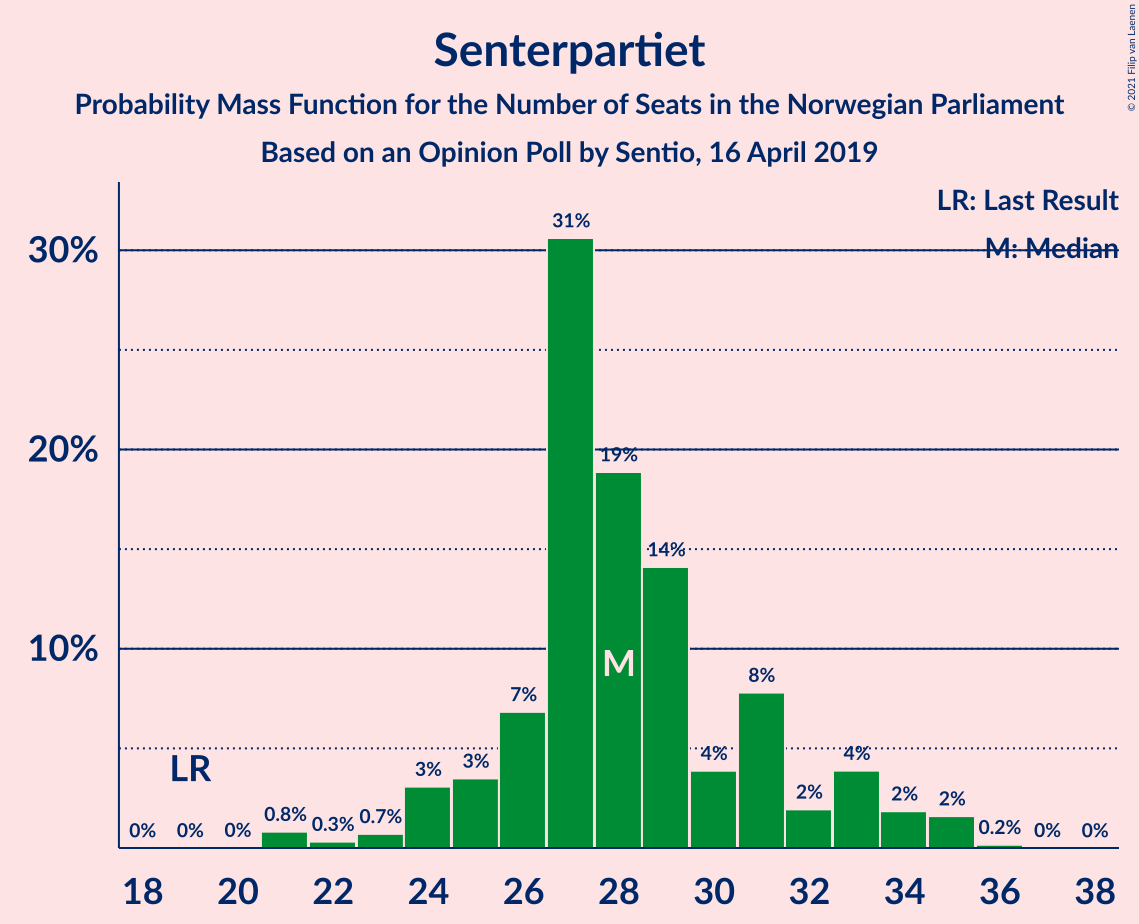 Senterpartiet
Probability Mass Function for the Number of Seats in the Norwegian Parliament
Based on an Opinion Poll by Sentio, 16 April 2019
© 2021 Filip van Laenen
LR: Last Result
M: Median
30%
20%
10%
0% 0% 0% 0.8% 0.3% 0.7% 3% 3% 7% 31% 19% 14% 4% 8% 2% 4% 2% 2% 0.2% 0% 0%
LR
M
18 20 22 24 26 28 30 32 34 36 38